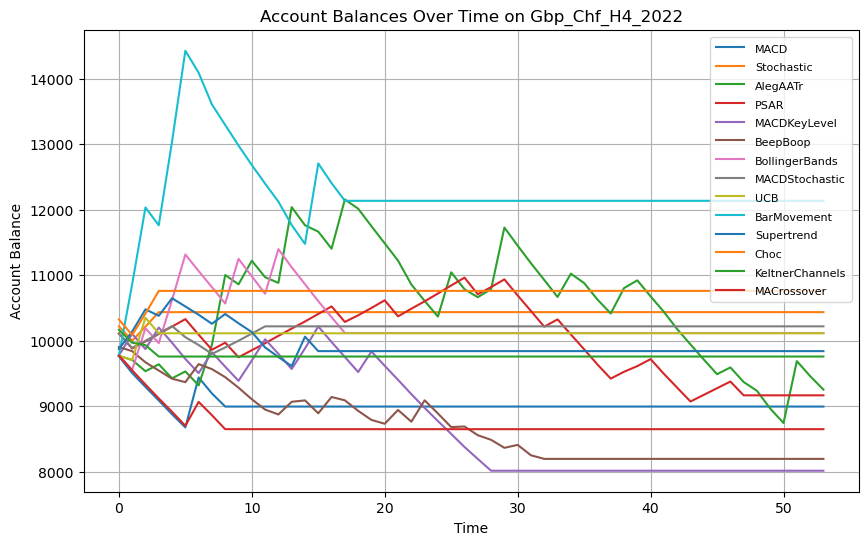 Account Balances Over Time on Gbp_Chf_H4_2022
Account Balance
14000
13000
12000
11000
10000
9000
8000
0
10
20
30
40
50
Time
MACD
Stochastic
AlegAATr
PSAR
MACDKeyLevel
BeepBoop
BollingerBands
MACDStochastic
UCB
BarMovement
Supertrend
Choc
KeltnerChannels
MACrossover